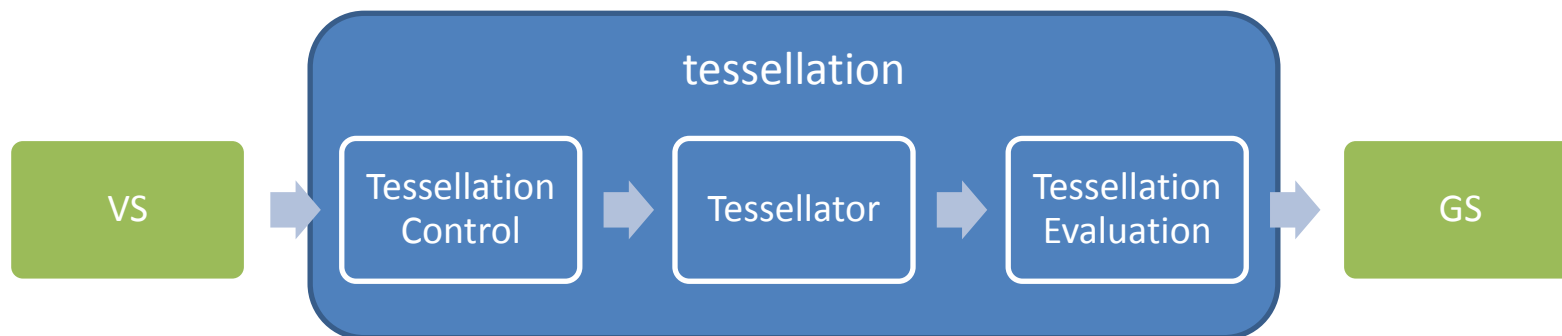 tessellation
VS
Tessellation
Control
Tessellator
Tessellation
Evaluation
GS